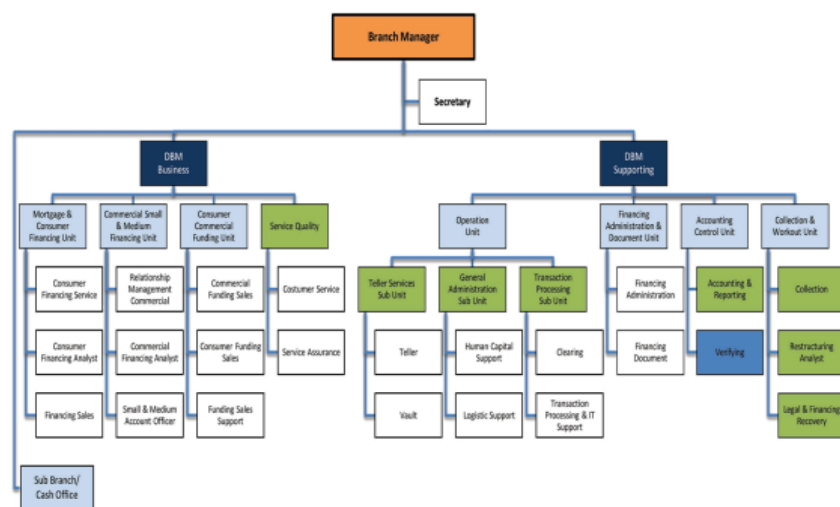 Branch Manager
Secretary
DBM
Business
DBM
Supporting
Mortgage &
Consumer
Financing Unit
Commercial Small
& Medium
Financing Unit
Consumer
Commercial
Funding Unit
Service Quality
Operation
Unit
Financing
Administration &
Document Unit
Accounting
Control Unit
Collection &
Workout Unit
Consumer
Financing Service
Relationship
Management
Commercial
Commercial
Funding Sales
Costumer Service
Teller Services
Sub Unit
General
Administration
Sub Unit
Transaction
Processing
Sub Unit
Financing
Administration
Accounting &
Reporting
Collection
Consumer
Financing Analyst
Commercial
Financing Analyst
Consumer Funding
Sales
Service Assurance
Teller
Human Capital
Support
Clearing
Financing
Document
Verifying
Restructuring
Analyst
Financing Sales
Small & Medium
Account Officer
Funding Sales
Support
Vault
Logistic Support
Transaction
Processing & IT
Support
Legal & Financing
Recovery
Sub Branch/
Cash Office